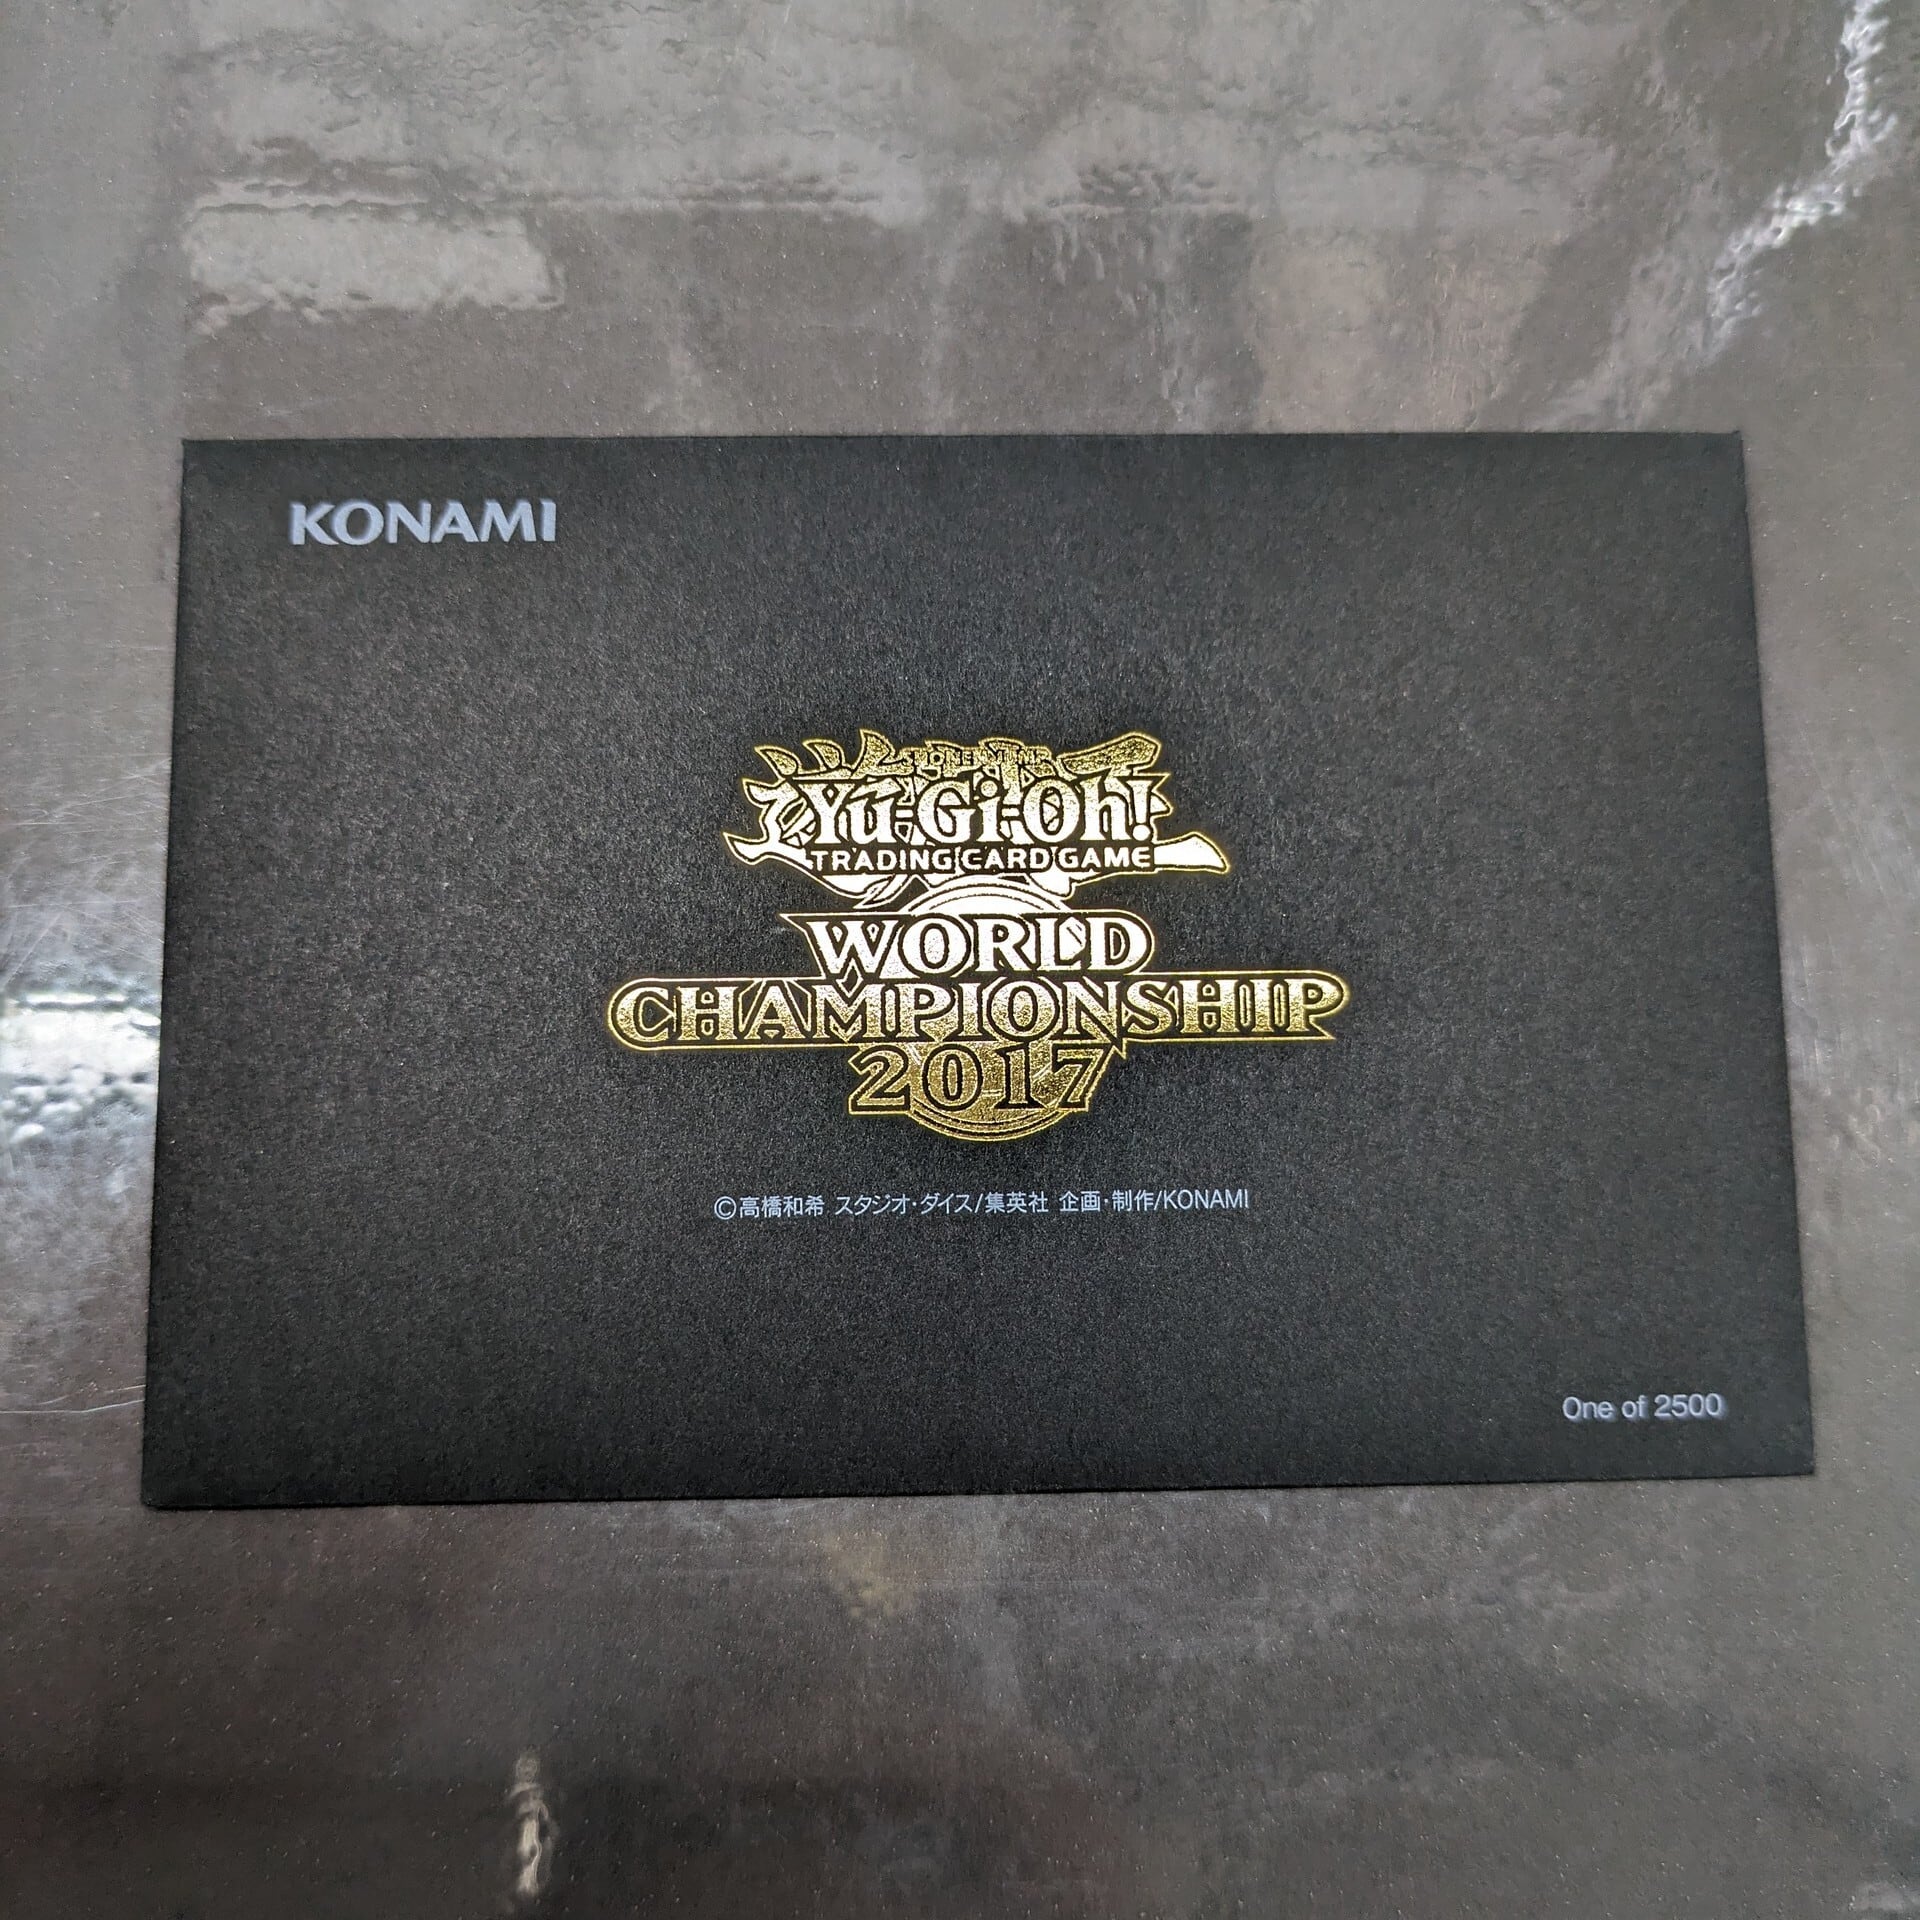 KONAMI
Yu-Gi-Oh!
TRADING CARD GAME
WORLD
CHAMPIONSHIP
2017
©高橋和希 スタジオ・ダイス/集英社 企画・制作/KONAMI
One of 2500